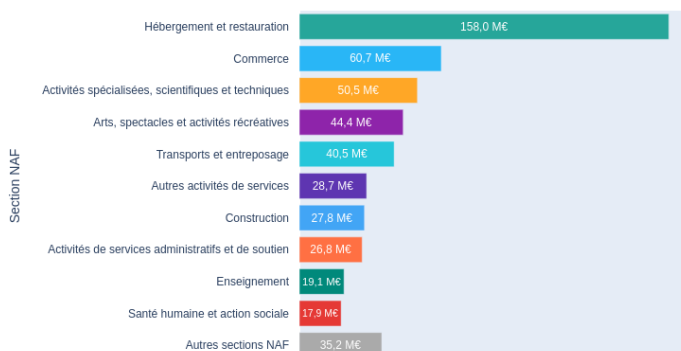 Section NAF
Hébergement et restauration 158,0 M€
Commerce 60,7 M€
Activités spécialisées, scientifiques et techniques 50,5 M€
Arts, spectacles et activités récréatives 44,4 M€
Transports et entreposage 40,5 M€
Autres activités de services 28,7 M€
Construction 27,8 M€
Activités de services administratifs et de soutien 26,8 M€
Enseignement 19,1 M€
Santé humaine et action sociale 17,9 M€
Autres sections NAF 35,2 M€